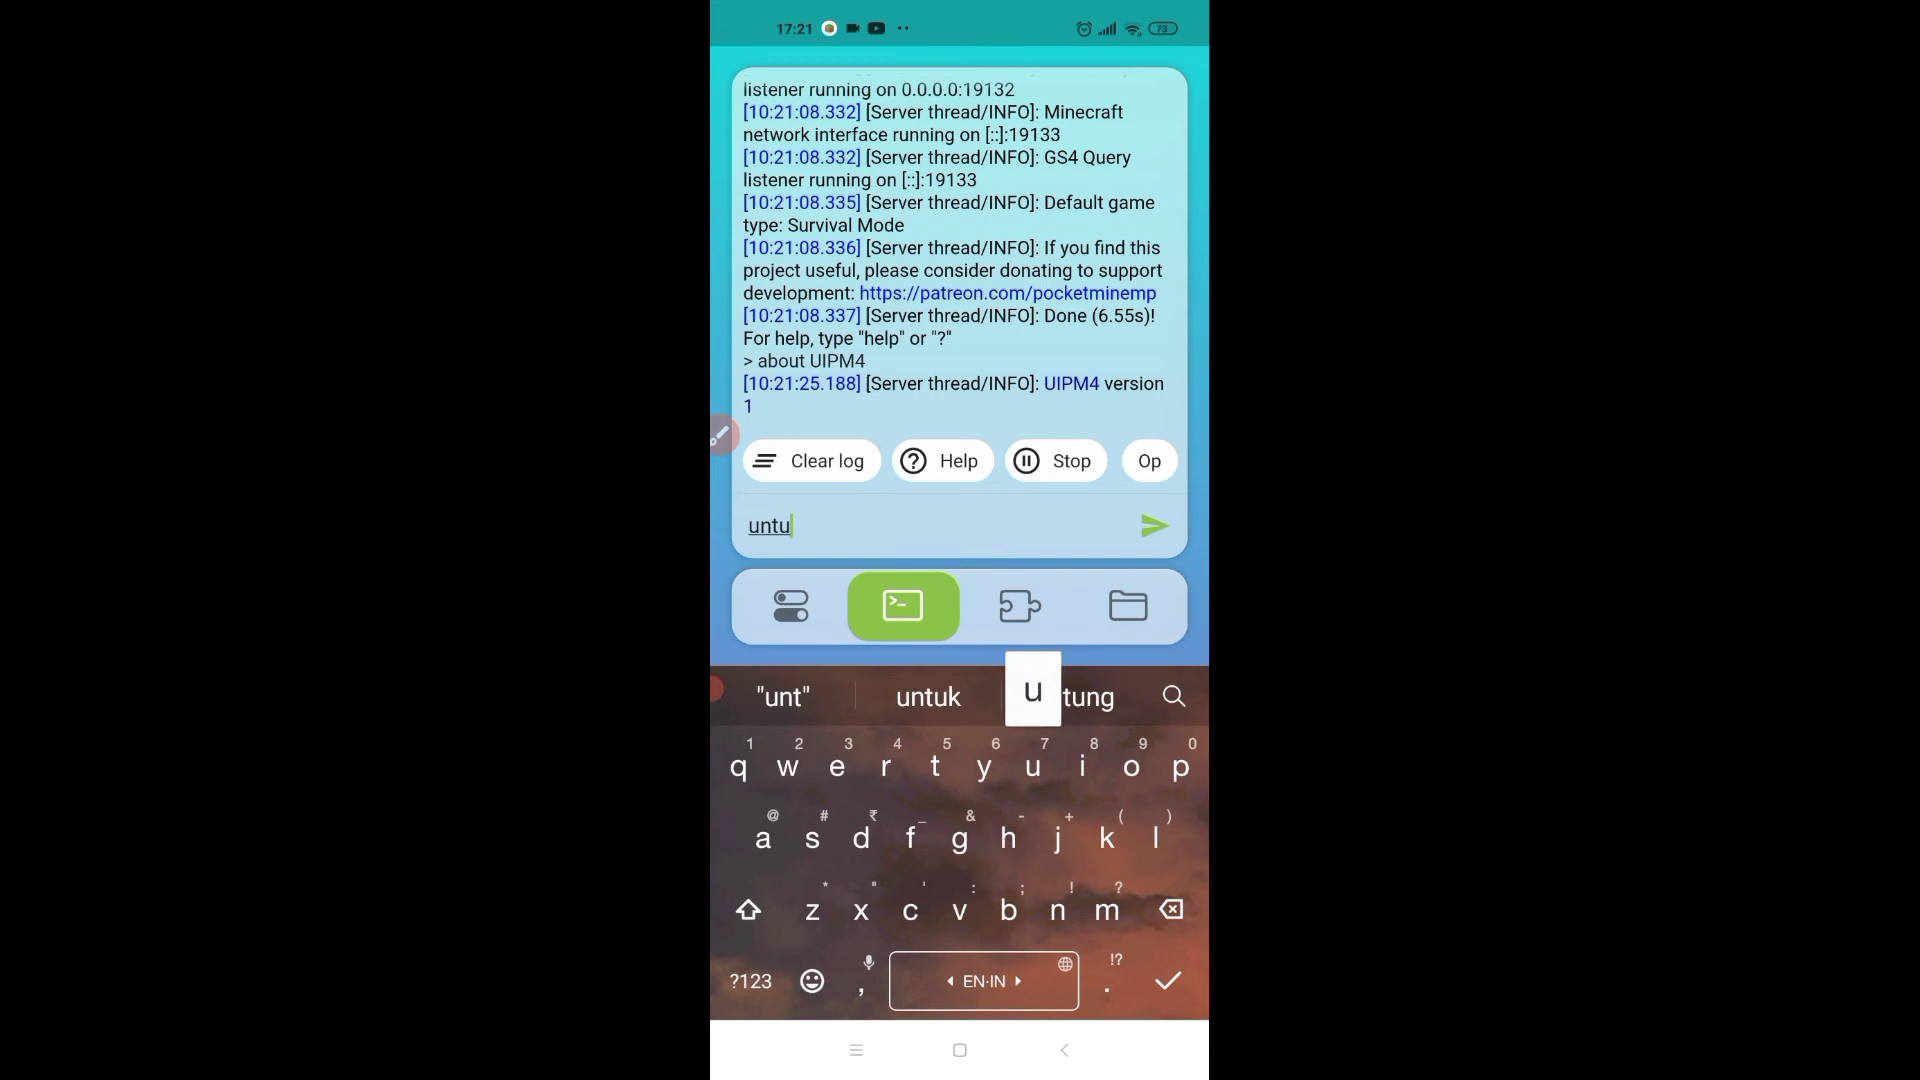 17:21
73
listener running on 0.0.0.0:19132
[10:21:08.332] [Server thread/INFO]: Minecraft
network interface running on [::]:19133
[10:21:08.332] [Server thread/INFO]: GS4 Query
listener running on [::]:19133
[10:21:08.335] [Server thread/INFO]: Default game
type: Survival Mode
[10:21:08.336] [Server thread/INFO]: If you find this
project useful, please consider donating to support
development: https://patreon.com/pocketminemp
[10:21:08.337] [Server thread/INFO]: Done (6.55s)!
For help, type "help" or "?"
> about UIPM4
[10:21:25.188] [Server thread/INFO]: UIPM4 version
1
Clear log Help Stop Op
untu
"unt" untuk u tung
1 2 3 4 5 6 7 8 9 0
q w e r t y u i o p
@ # ₹ _ & - + ( )
a s d f g h j k l
* " ' : ; ! ?
z x c v b n m
!?
?123 , EN-IN .